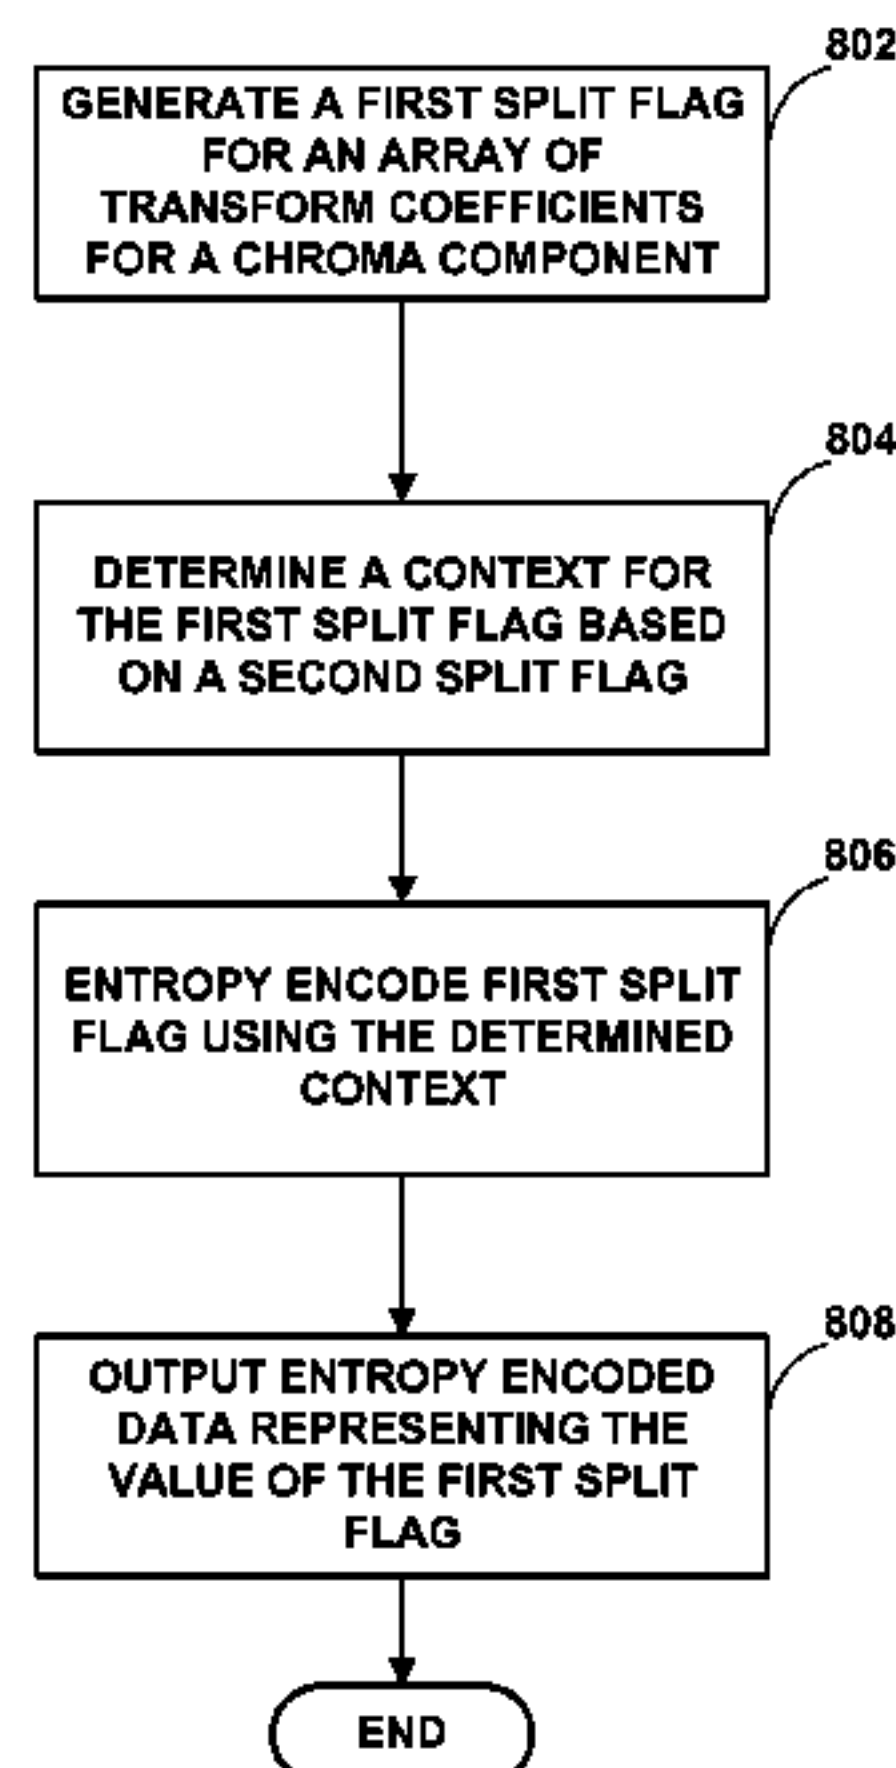 802
GENERATE A FIRST SPLIT FLAG
FOR AN ARRAY OF
TRANSFORM COEFFICIENTS
FOR A CHROMA COMPONENT
804
DETERMINE A CONTEXT FOR
THE FIRST SPLIT FLAG BASED
ON A SECOND SPLIT FLAG
806
ENTROPY ENCODE FIRST SPLIT
FLAG USING THE DETERMINED
CONTEXT
808
OUTPUT ENTROPY ENCODED
DATA REPRESENTING THE
VALUE OF THE FIRST SPLIT
FLAG
END